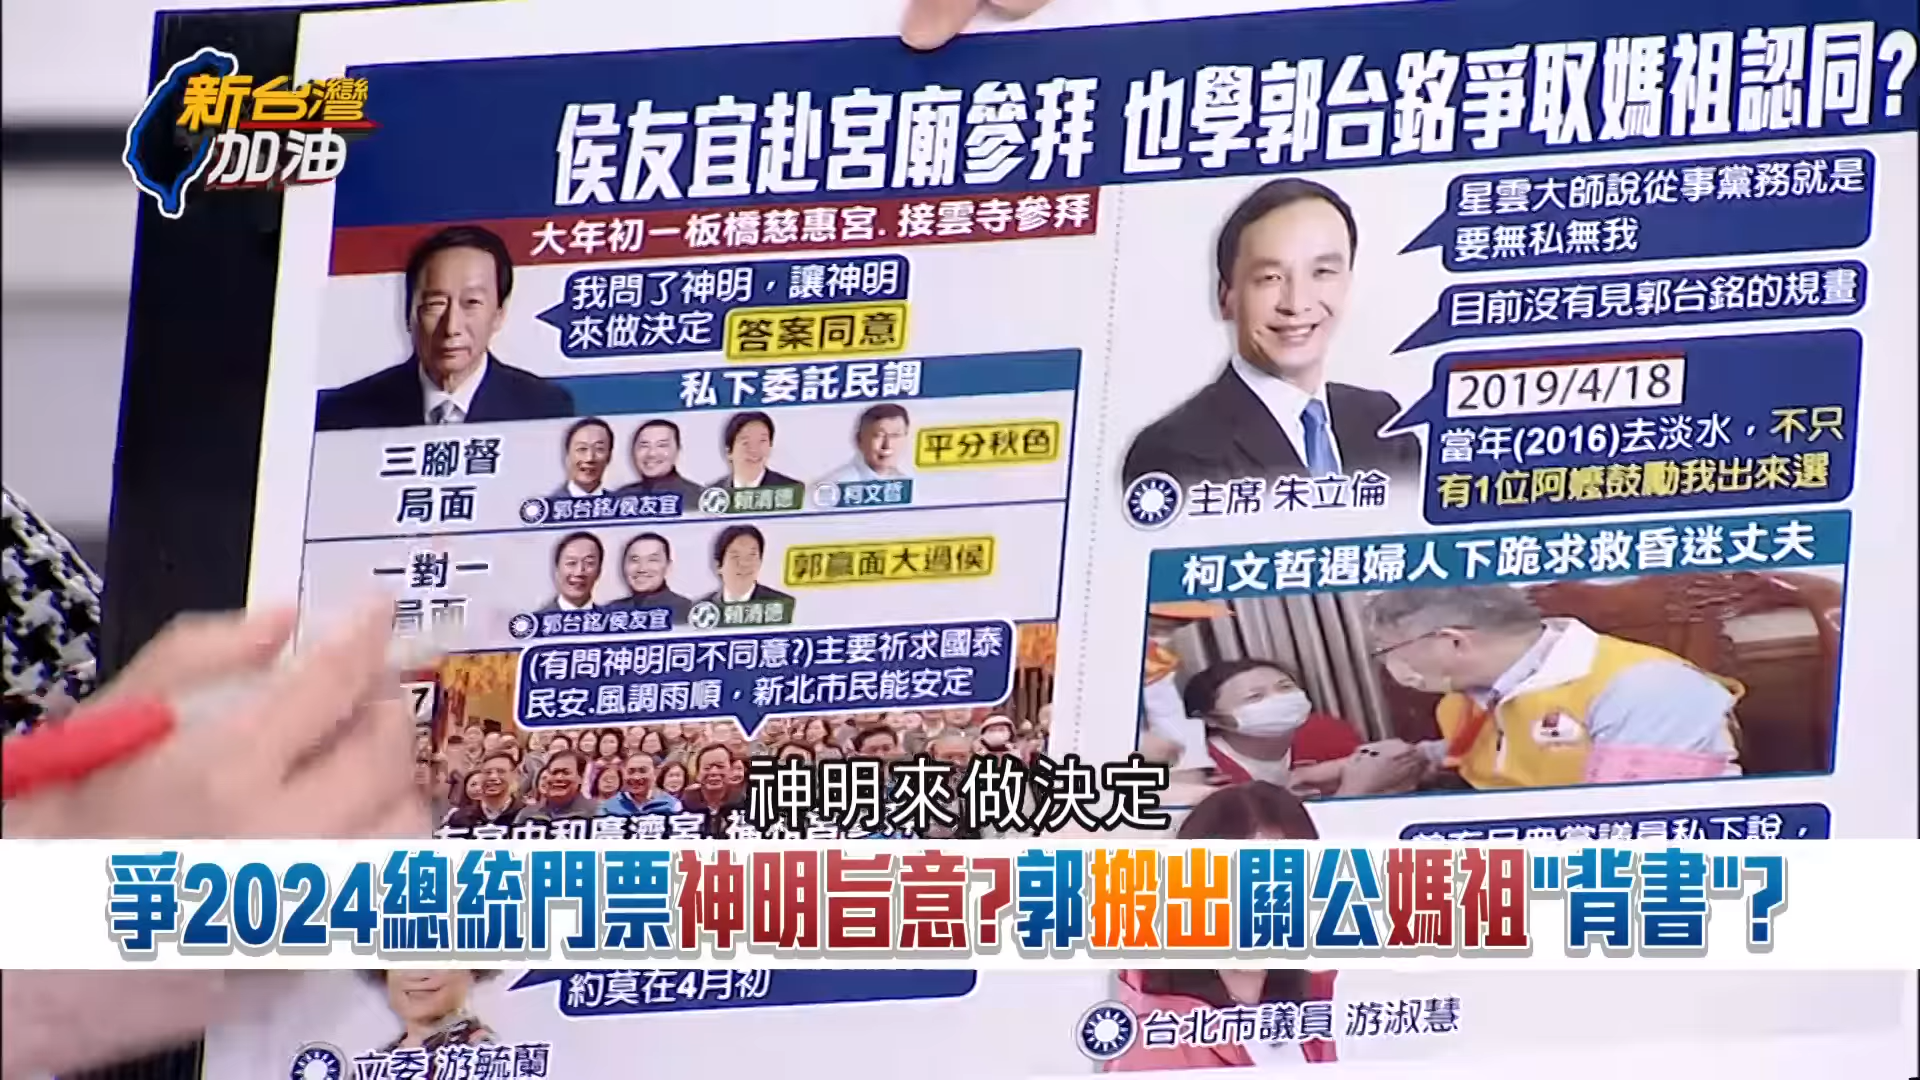 新台灣
加油
侯友宜赴宮廟參拜 也學郭台銘爭取媽祖認同?
大年初一板橋慈惠宮.接雲寺參拜
我問了神明,讓神明
來做決定 答案同意
私下委託民調
三腳督
局面
郭台銘/侯友宜
賴清德
柯文哲
平分秋色
一對一
局面
郭台銘/侯友宜
賴清德
郭贏面大過侯
(有問神明同不同意?)主要祈求國泰
民安.風調雨順,新北市民能安定
7
星雲大師說從事黨務就是
要無私無我
目前沒有見郭台銘的規畫
2019/4/18
當年(2016)去淡水,不只
有1位阿嬤鼓勵我出來選
主席 朱立倫
柯文哲遇婦人下跪求救昏迷丈夫
神明來做決定
爭2024總統門票神明旨意?郭搬出關公媽祖"背書"?
約莫在4月初
立委 游毓蘭
台北市議員 游淑慧